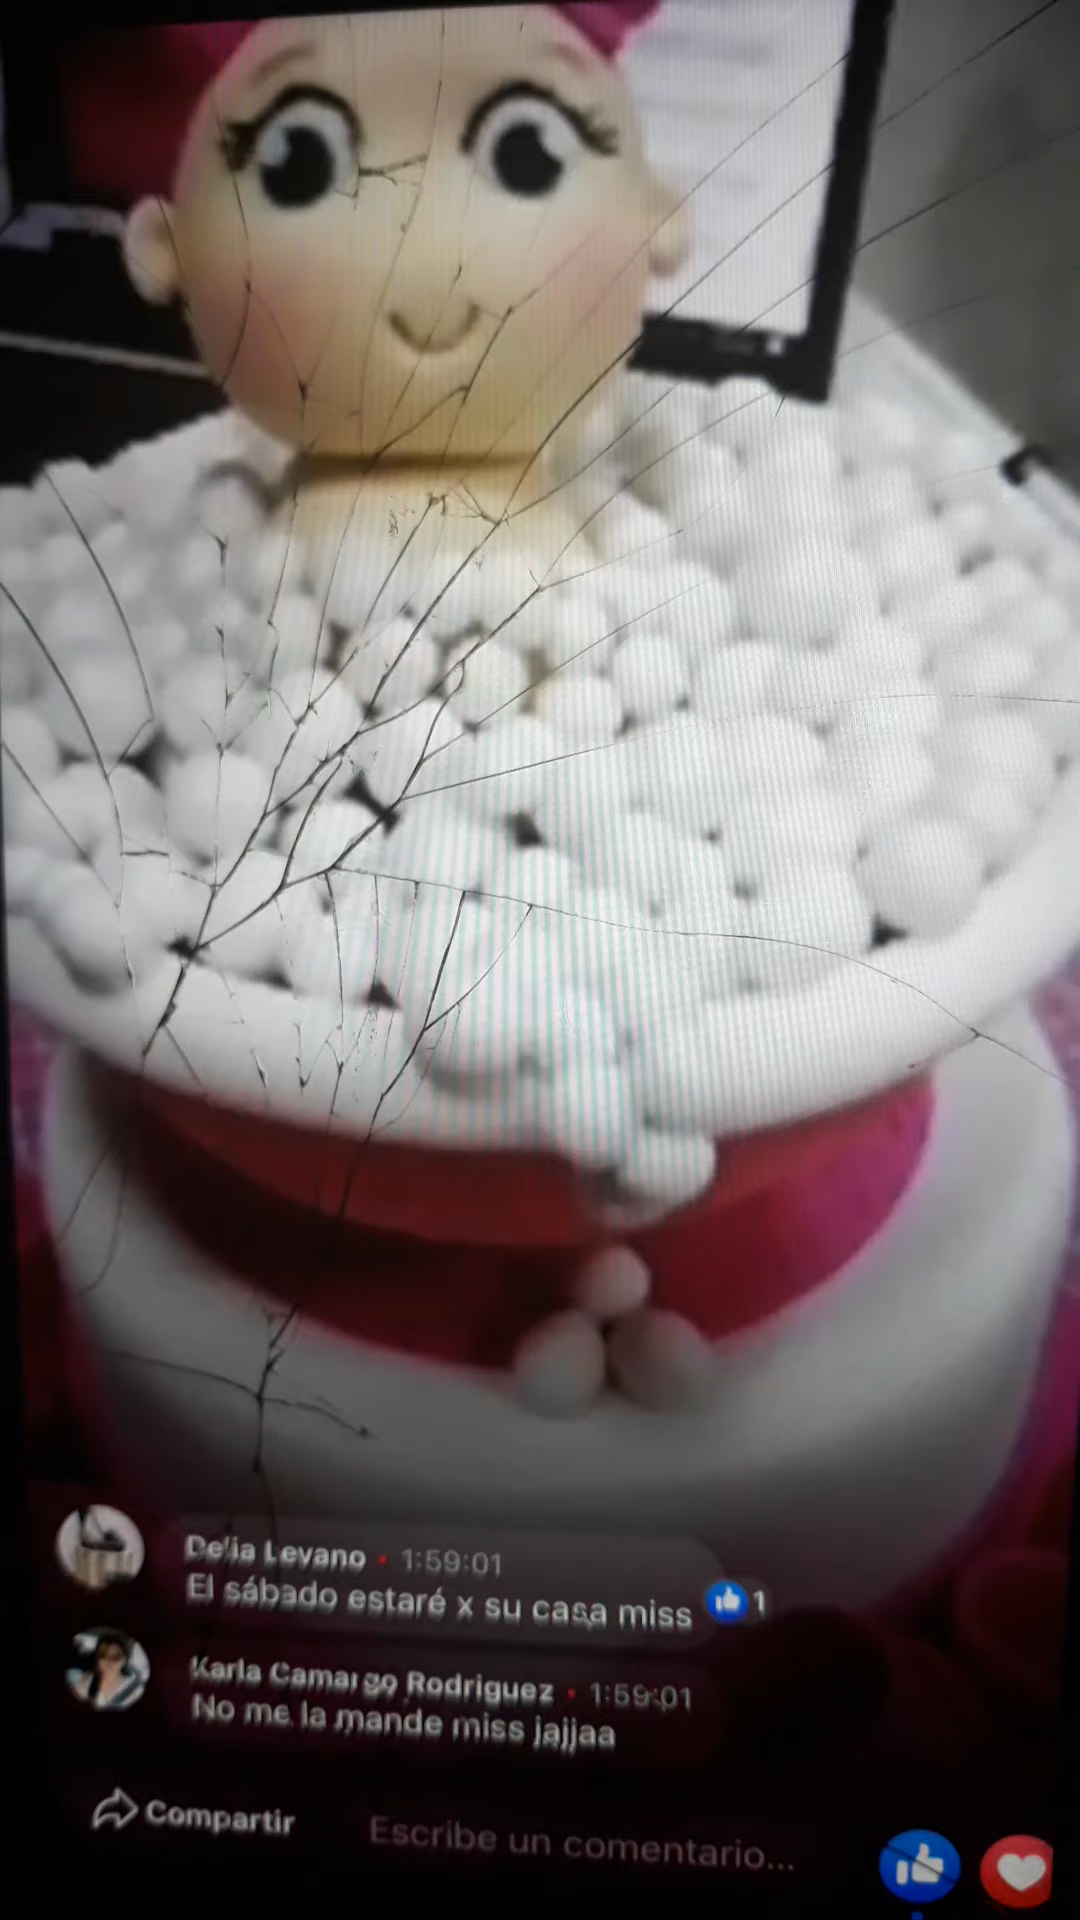 Delia Levano • 1:59:01
El sábado estaré x su casa miss
1
Karla Camargo Rodriguez • 1:59:01
No me la mande miss jajjaa
Compartir
Escribe un comentario...